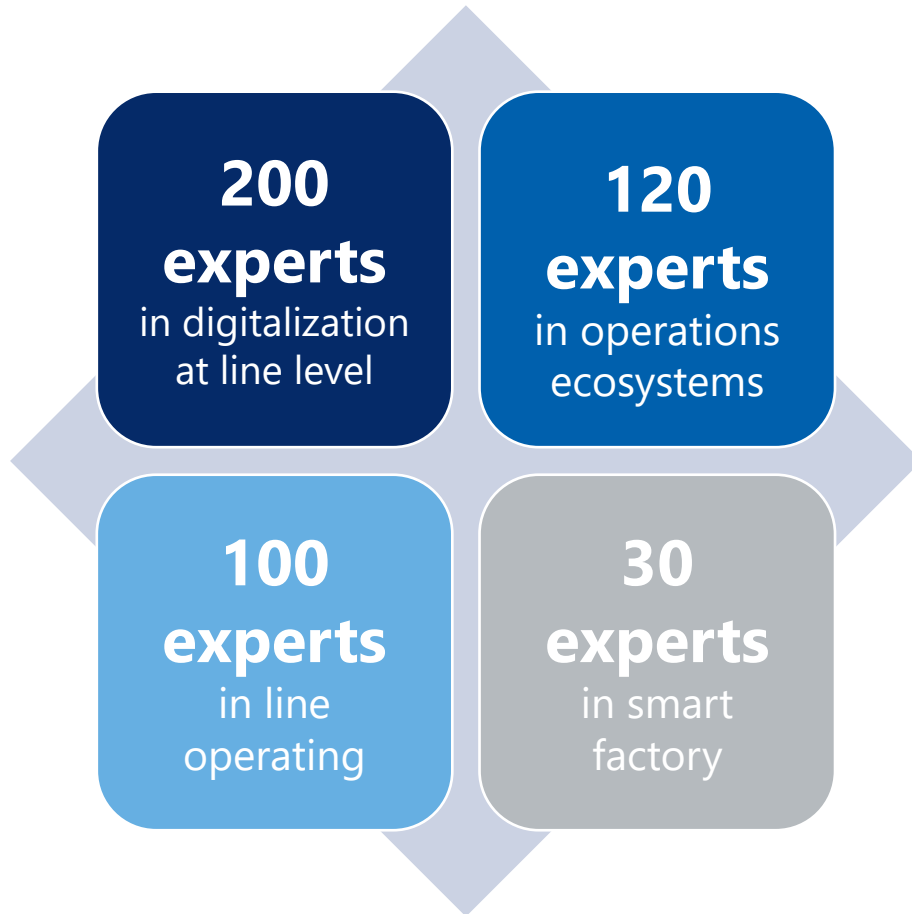 200
experts
in digitalization
at line level
120
experts
in operations
ecosystems
100
experts
in line
operating
30
experts
in smart
factory